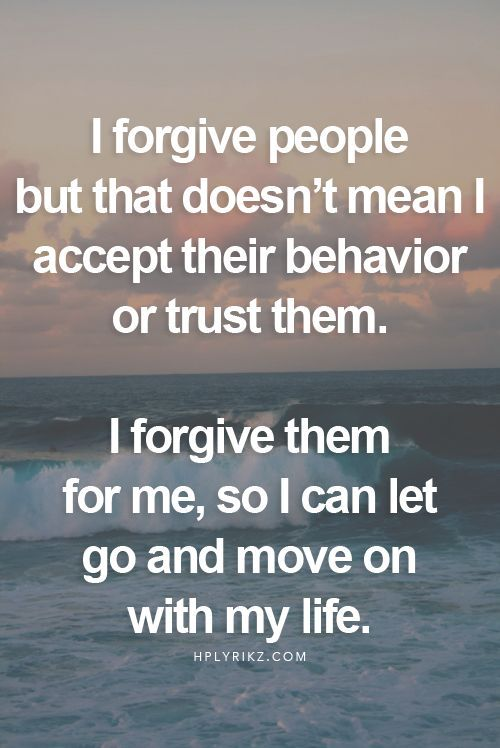 I forgive people
but that doesn’t mean I
accept their behavior
or trust them.
I forgive them
for me, so I can let
go and move on
with my life.
HPLYRIKZ.COM